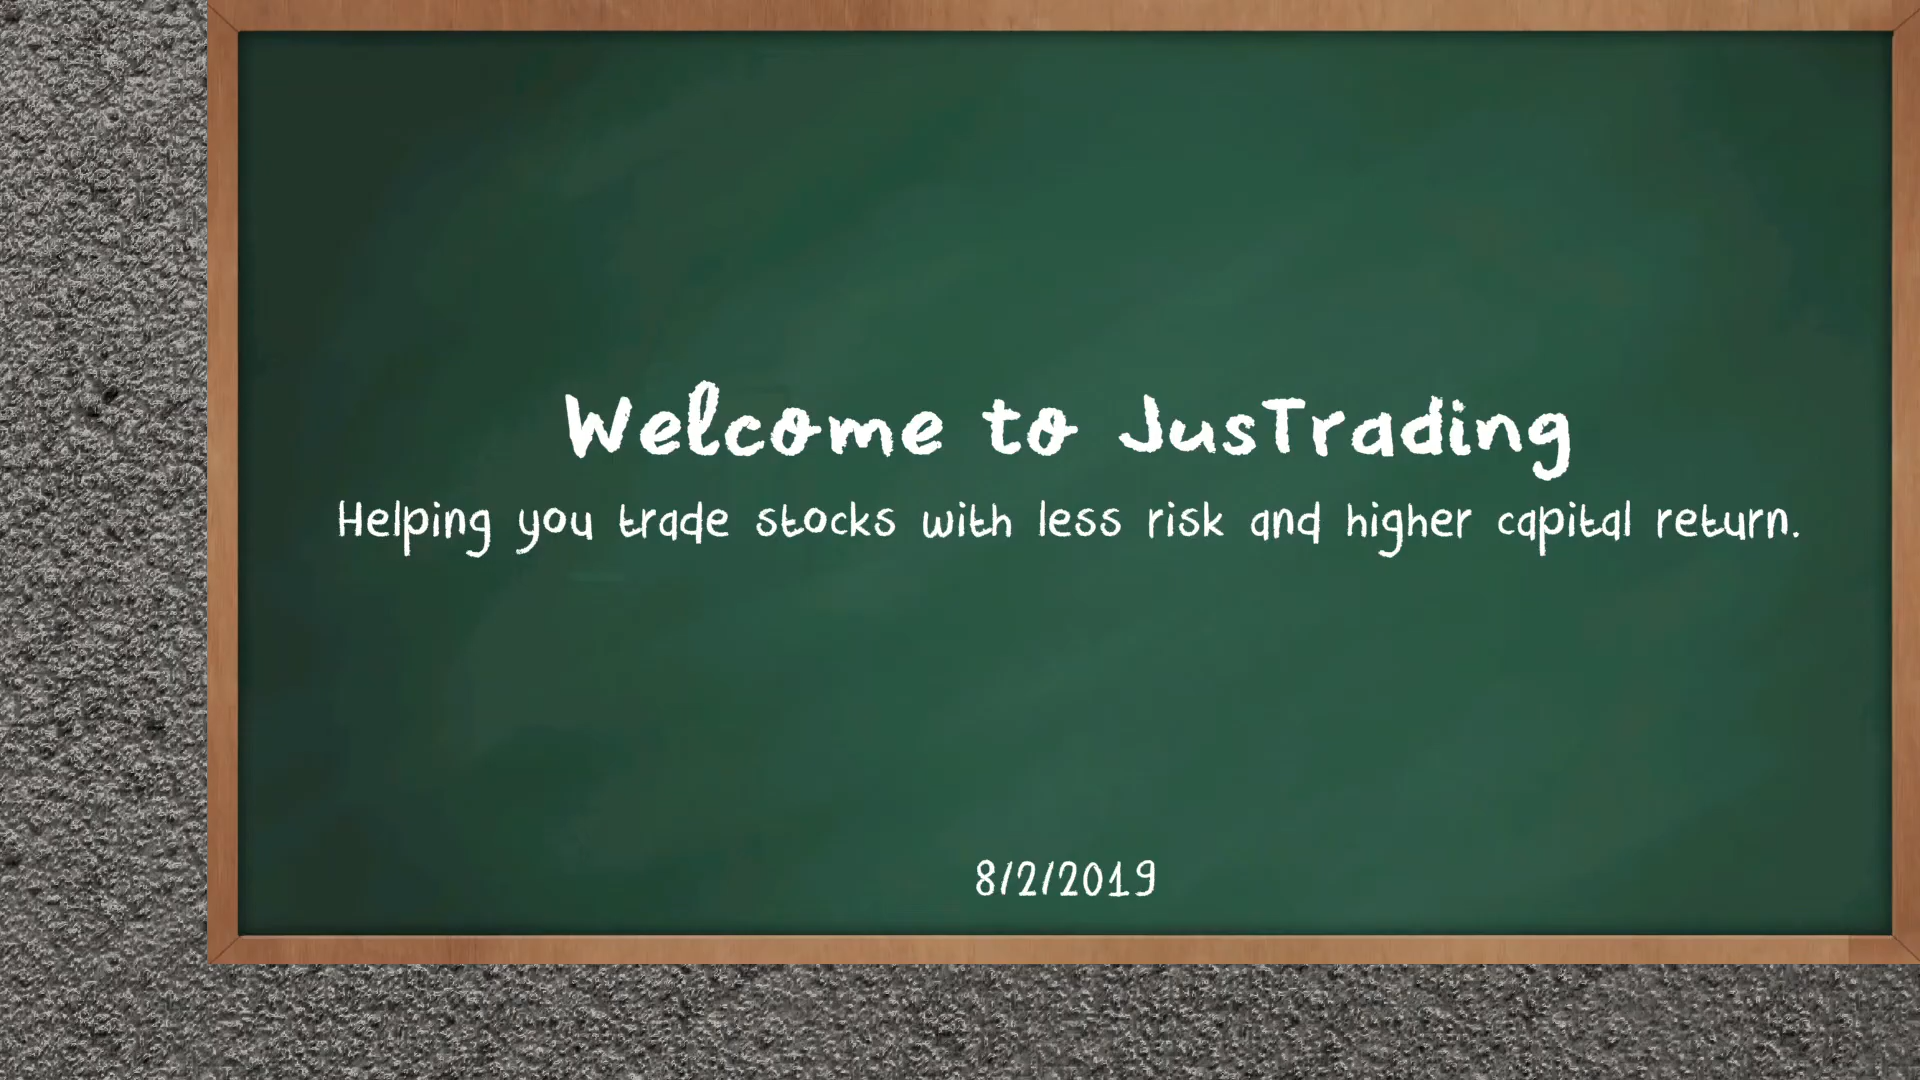 Welcome to JusTrading
Helping you trade stocks with less risk and higher capital return.
8/2/2019